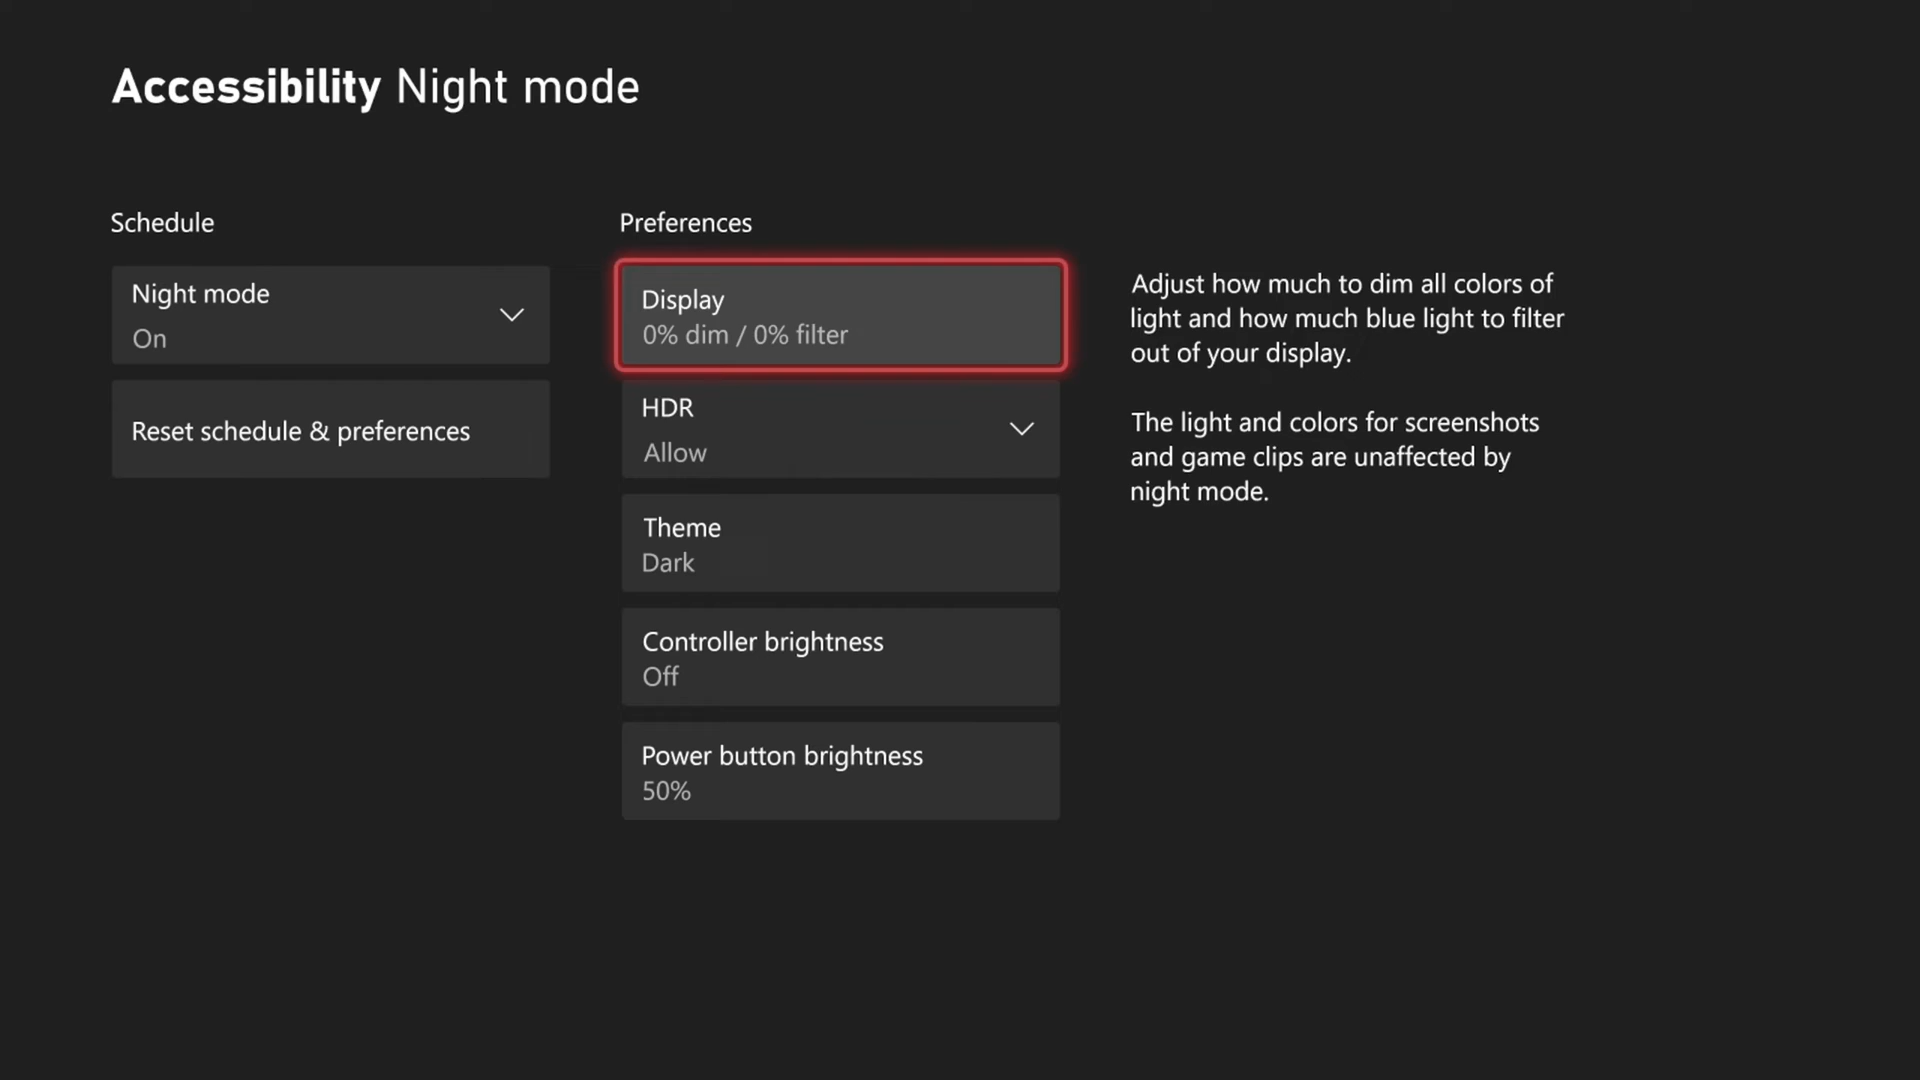 Accessibility Night mode
Schedule
Night mode
On
Reset schedule & preferences
Preferences
Display
0% dim / 0% filter
HDR
Allow
Theme
Dark
Controller brightness
Off
Power button brightness
50%
Adjust how much to dim all colors of
light and how much blue light to filter
out of your display.
The light and colors for screenshots
and game clips are unaffected by
night mode.